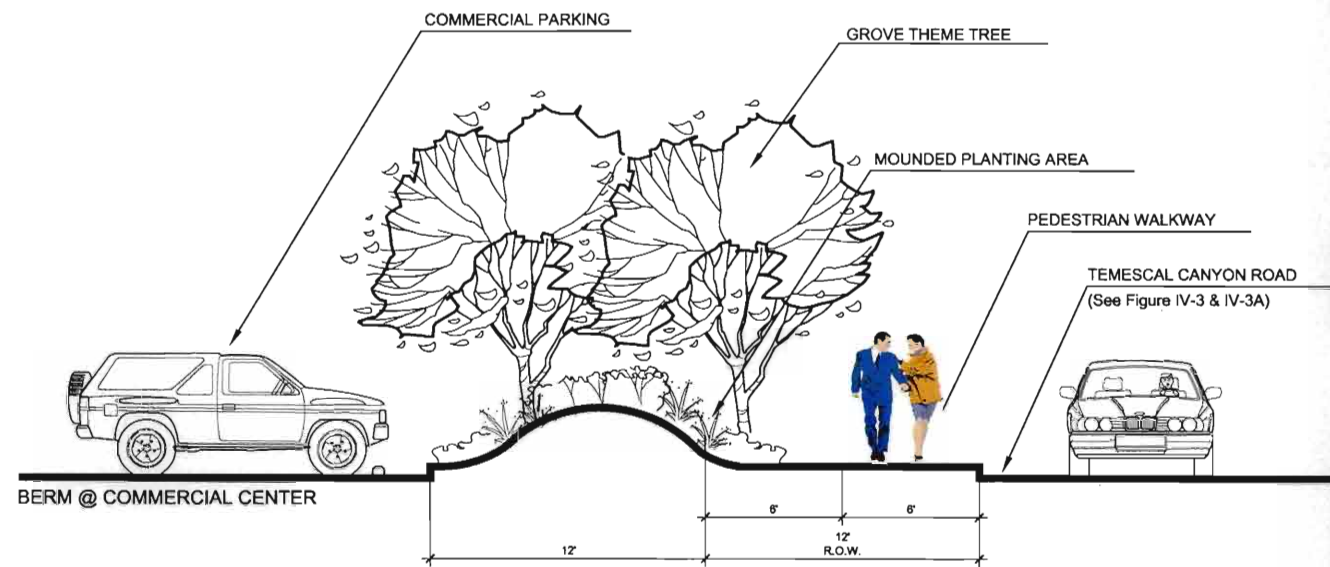 COMMERCIAL PARKING
GROVE THEME TREE
MOUNDED PLANTING AREA
PEDESTRIAN WALKWAY
TEMESCAL CANYON ROAD
(See Figure IV-3 & IV-3A)
BERM @ COMMERCIAL CENTER
6' 6'
12' 12'
R.O.W.